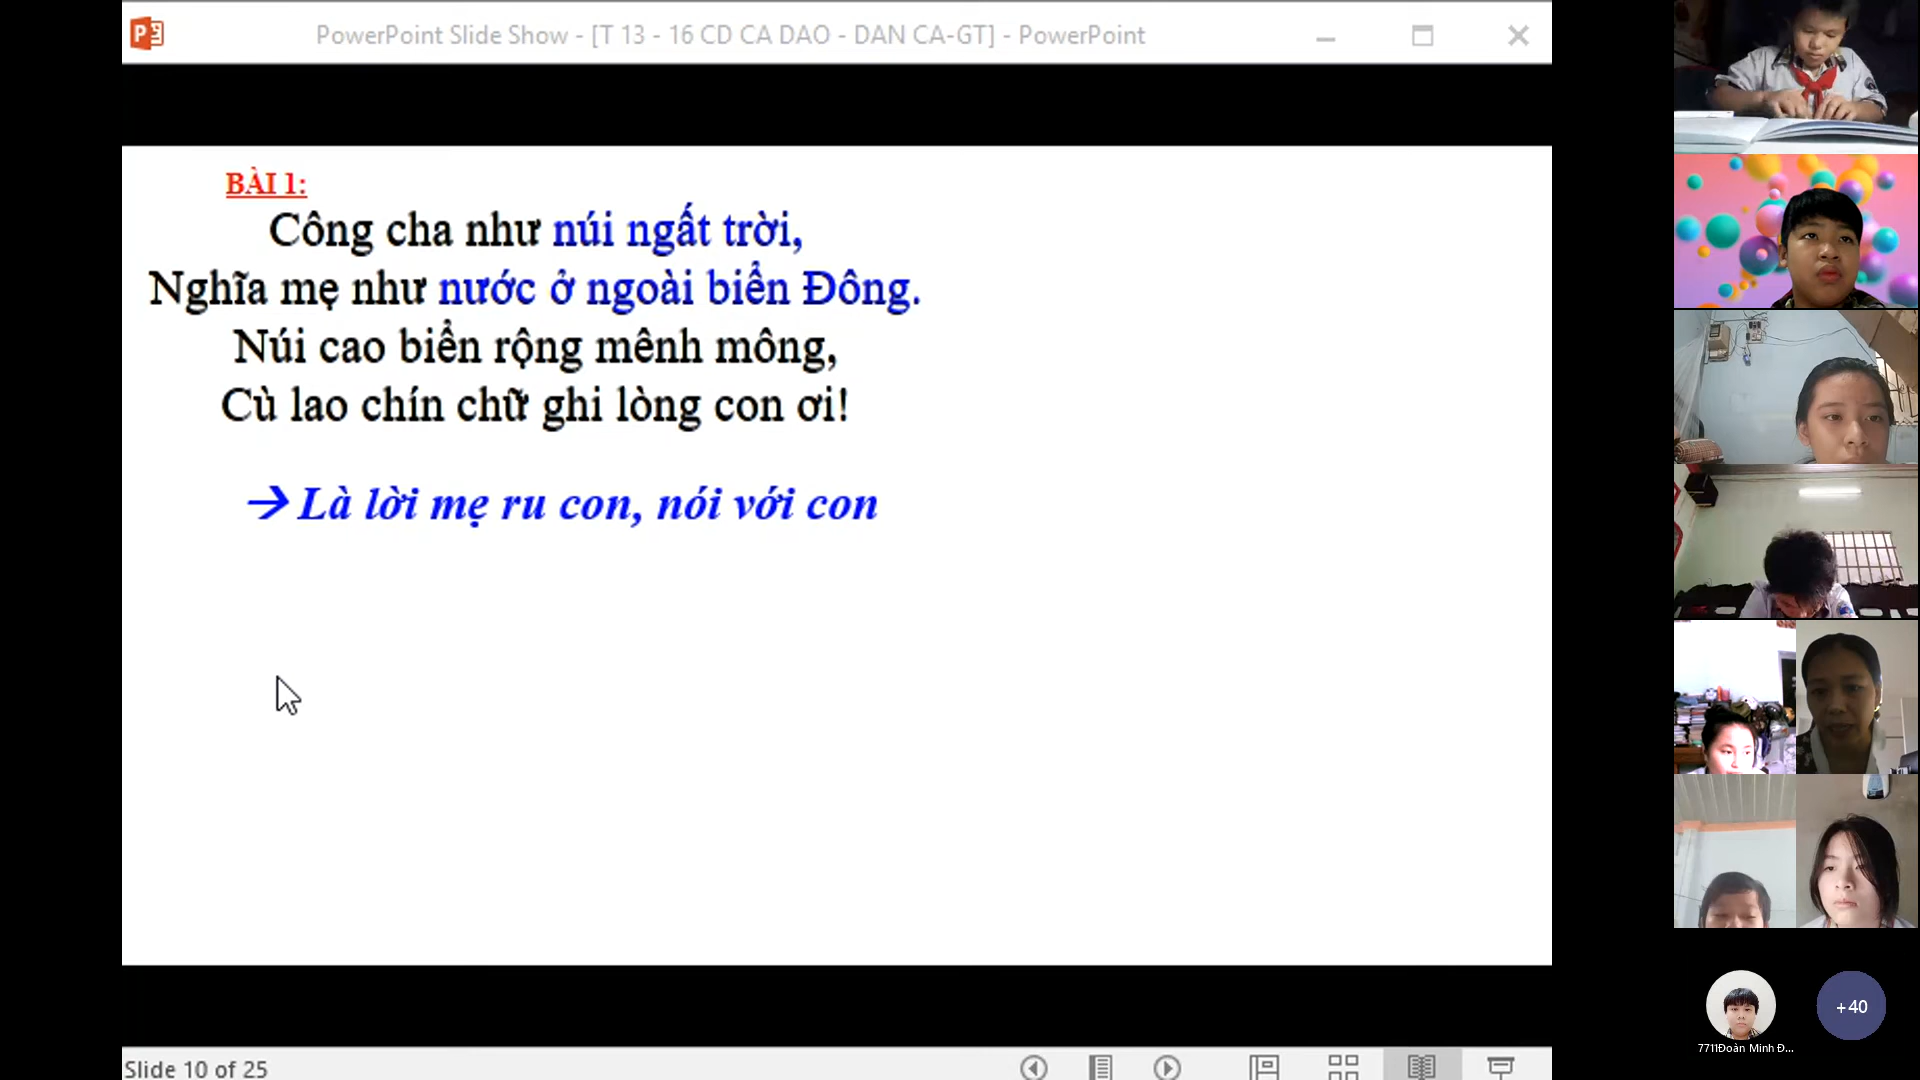 PowerPoint Slide Show - [T 13 - 16 CD CA DAO - DAN CA-GT] - PowerPoint
BÀI 1:
Công cha như núi ngất trời,
Nghĩa mẹ như nước ở ngoài biển Đông.
Núi cao biển rộng mênh mông,
Cù lao chín chữ ghi lòng con ơi!
→ Là lời mẹ ru con, nói với con
Slide 10 of 25
+40
7711Đoàn Minh Đ...